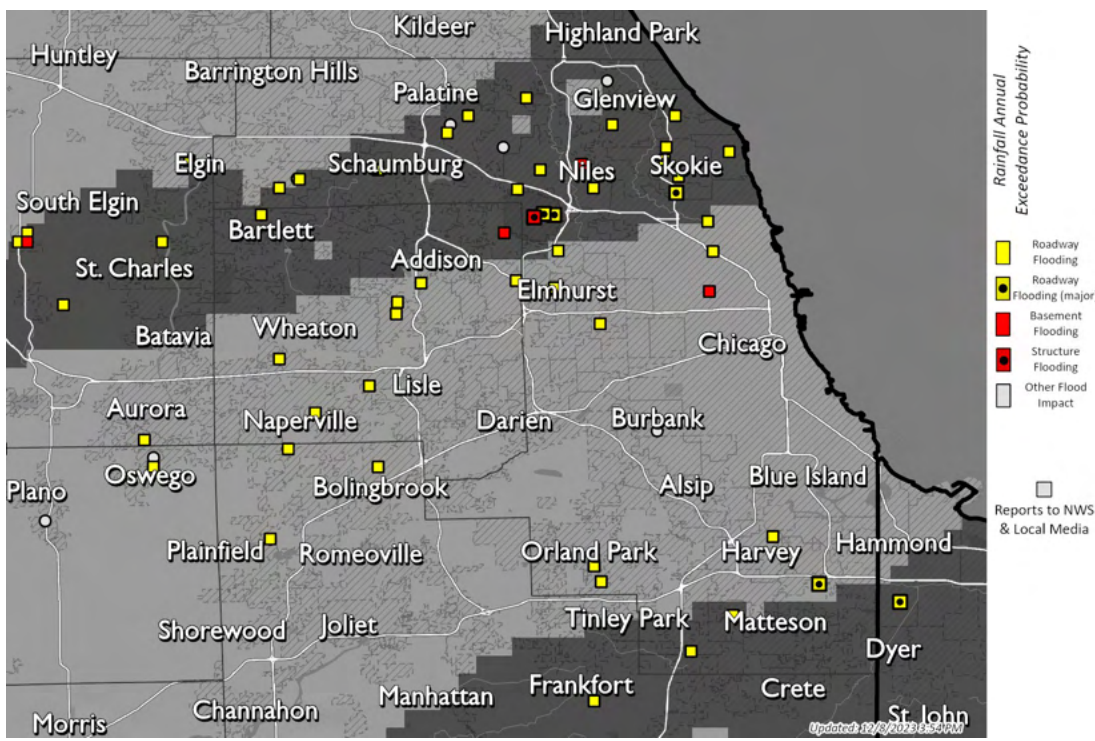 Kildeer
Highland Park
Huntley
Barrington Hills
Palatine
Glenview
Elgin
Schaumburg
Niles
Skokie
South Elgin
Bartlett
St. Charles
Addison
Elmhurst
Batavia
Wheaton
Chicago
Lisle
Aurora
Naperville
Darien
Burbank
Oswego
Plano
Bolingbrook
Alsip
Blue Island
Plainfield
Romeoville
Orland Park
Harvey
Hammond
Shorewood
Joliet
Tinley Park
Matteson
Dyer
Manhattan
Frankfort
Crete
Channahon
Morris
St. John
Updated: 12/8/2023 3:54 PM
Rainfall Annual
Exceedance Probability
Roadway
Flooding
Roadway
Flooding (major)
Basement
Flooding
Structure
Flooding
Other Flood
Impact
Reports to NWS
& Local Media